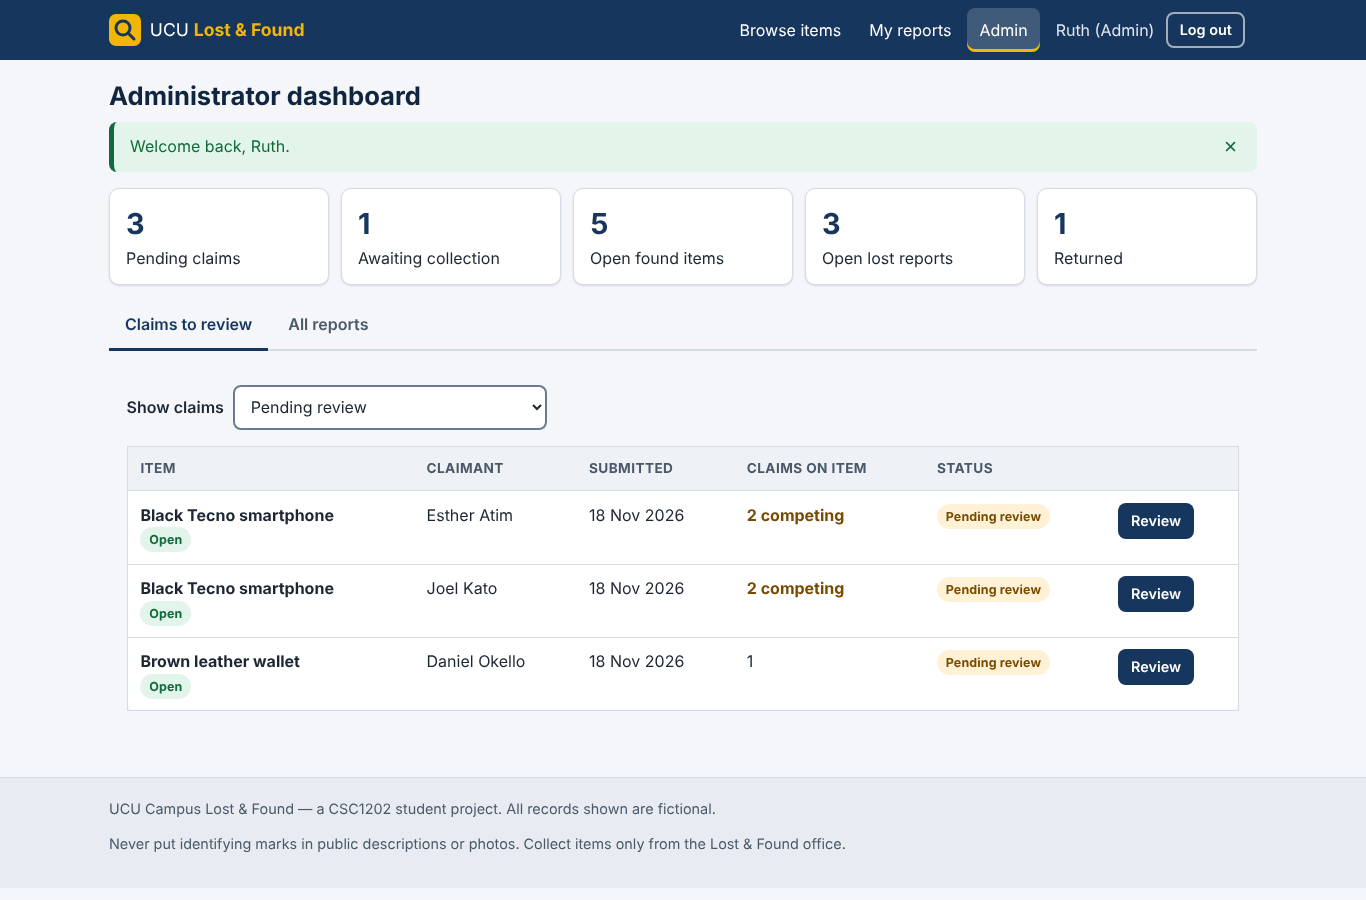 UCU Lost & Found
Browse items
My reports
Admin
Ruth (Admin)
Log out
Administrator dashboard
Welcome back, Ruth.
×
3
Pending claims
1
Awaiting collection
5
Open found items
3
Open lost reports
1
Returned
Claims to review
All reports
Show claims
Pending review
ITEM CLAIMANT SUBMITTED CLAIMS ON ITEM STATUS
Black Tecno smartphone Esther Atim 18 Nov 2026 2 competing Pending review Review
Open
Black Tecno smartphone Joel Kato 18 Nov 2026 2 competing Pending review Review
Open
Brown leather wallet Daniel Okello 18 Nov 2026 1 Pending review Review
Open
UCU Campus Lost & Found — a CSC1202 student project. All records shown are fictional.
Never put identifying marks in public descriptions or photos. Collect items only from the Lost & Found office.